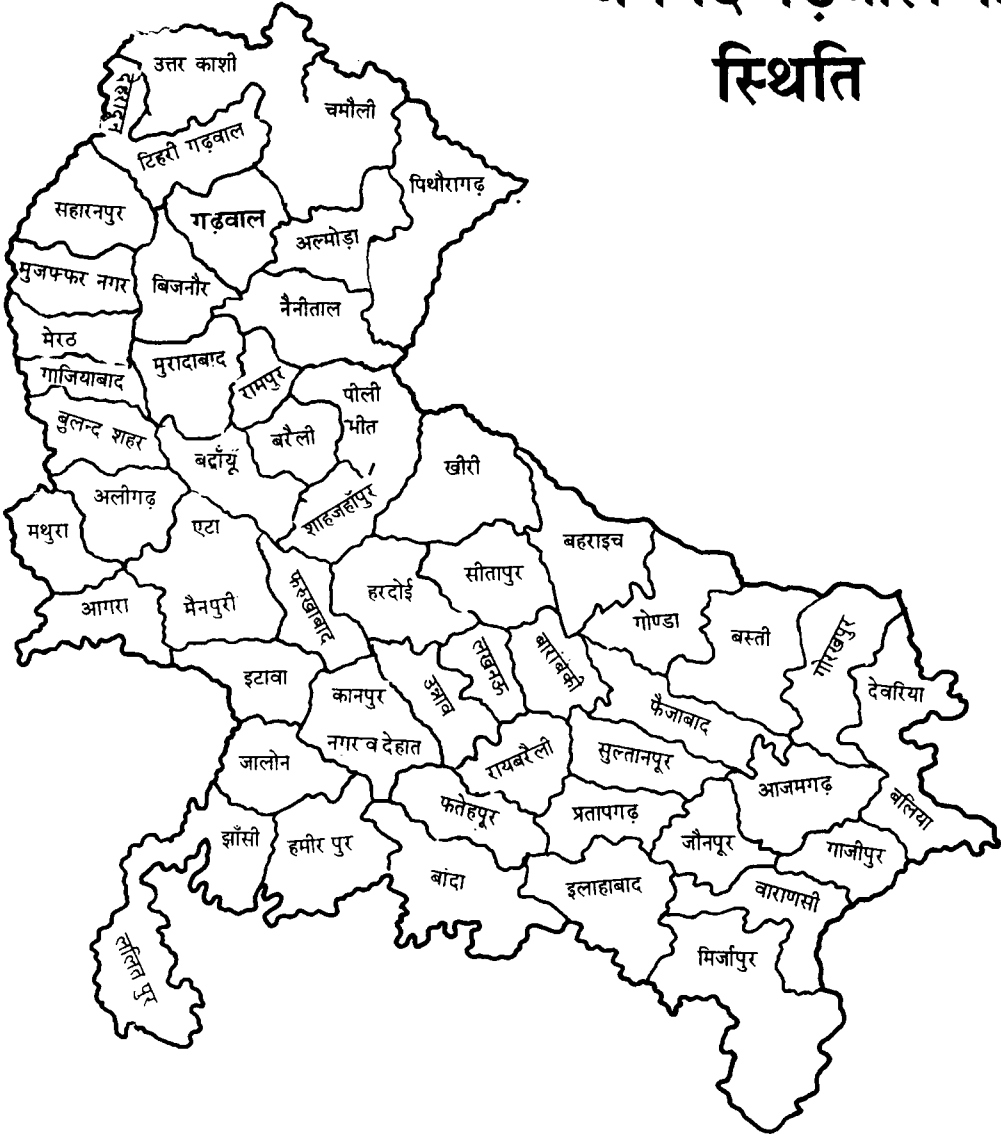 स्थिति
उत्तर काशी
देहरादून
चमौली
टिहरी गढ़वाल
पिथौरागढ़
सहारनपुर
गढ़वाल
अल्मोड़ा
मुजफ्फर नगर
बिजनौर
नैनीताल
मेरठ
मुरादाबाद
गाजियाबाद
रामपुर
पीली
भीत
बुलन्द शहर
बरैली
बदाँयू
खीरी
अलीगढ़
शाहजहाँपुर
मथुरा
एटा
बहराइच
सीतापुर
हरदोई
फरुखाबाद
आगरा
मैनपुरी
गोण्डा
बस्ती
गोरखपुर
लखनऊ
बारांबंकी
इटावा
उन्नाव
देवरिया
कानपुर
नगर व देहात
फैजाबाद
जालोन
रायबरैली
सुल्तानपूर
आजमगढ़
फतेहपूर
प्रतापगढ़
बलिया
झाँसी
हमीर पुर
जौनपूर
गाजीपुर
बांदा
इलाहाबाद
वाराणसी
मिर्जापुर
ललित पुर